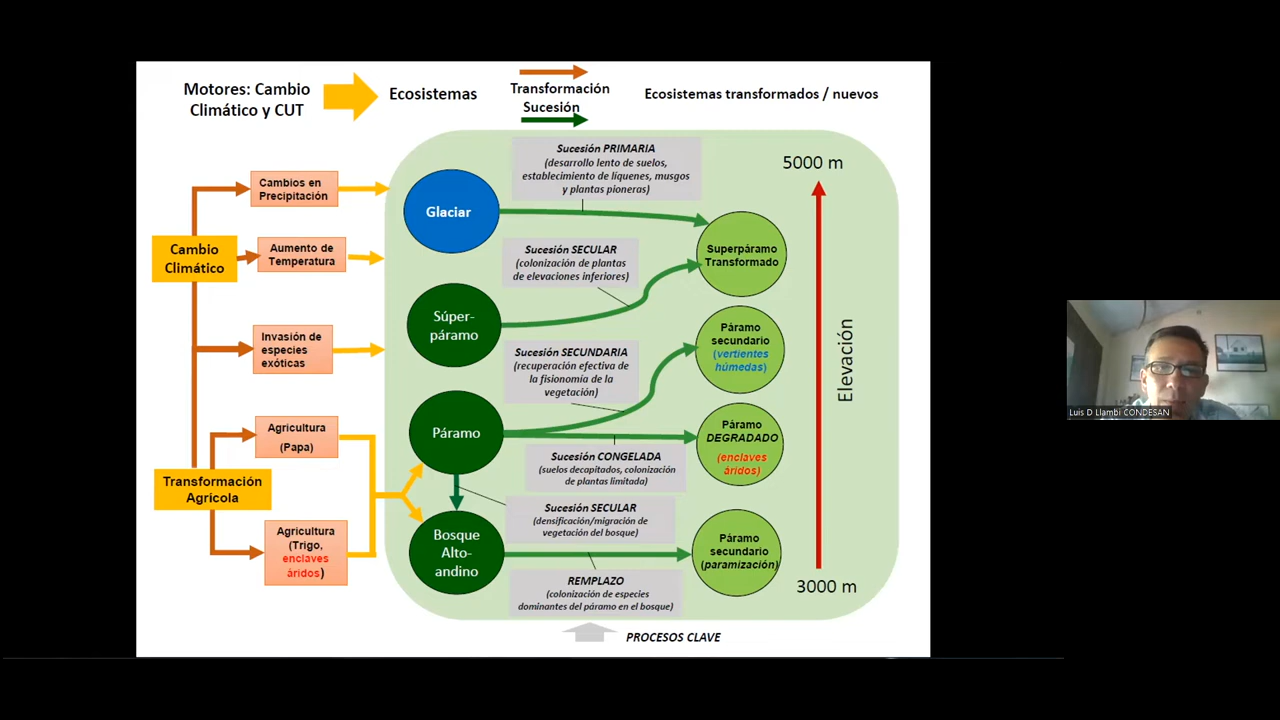 Motores: Cambio
Climático y CUT
Ecosistemas
Transformación
Sucesión
Ecosistemas transformados / nuevos
Cambio
Climático
Cambios en
Precipitación
Aumento de
Temperatura
Invasión de
especies
exóticas
Transformación
Agrícola
Agricultura
(Papa)
Agricultura
(Trigo,
enclaves
áridos)
Glaciar
Súper-
páramo
Páramo
Bosque
Alto-
andino
Sucesión PRIMARIA
(desarrollo lento de suelos,
establecimiento de líquenes, musgos
y plantas pioneras)
Sucesión SECULAR
(colonización de plantas
de elevaciones inferiores)
Sucesión SECUNDARIA
(recuperación efectiva de
la fisionomía de la
vegetación)
Sucesión CONGELADA
(suelos decapitados, colonización
de plantas limitada)
Sucesión SECULAR
(densificación/migración de
vegetación del bosque)
REMPLAZO
(colonización de especies
dominantes del páramo en el bosque)
Superpáramo
Transformado
Páramo
secundario
(vertientes
húmedas)
Páramo
DEGRADADO
(enclaves
áridos)
Páramo
secundario
(paramización)
5000 m
Elevación
3000 m
PROCESOS CLAVE
Luis D Llambi CONDESAN